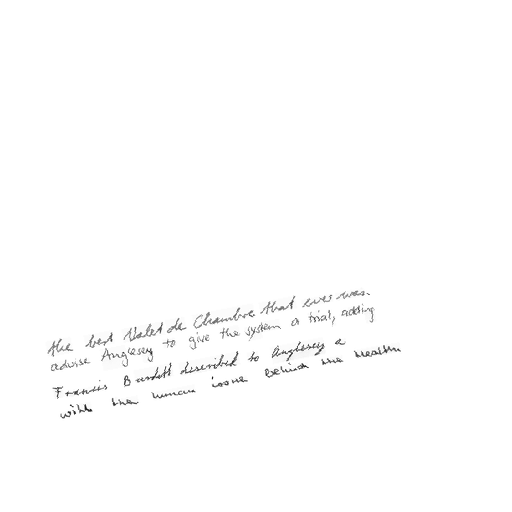 the best Valet de Chambre that ever was.
advise Anglesey to give the system a trial, adding
Francis Burdett described to Anglesey a
with the human issue behind the Health